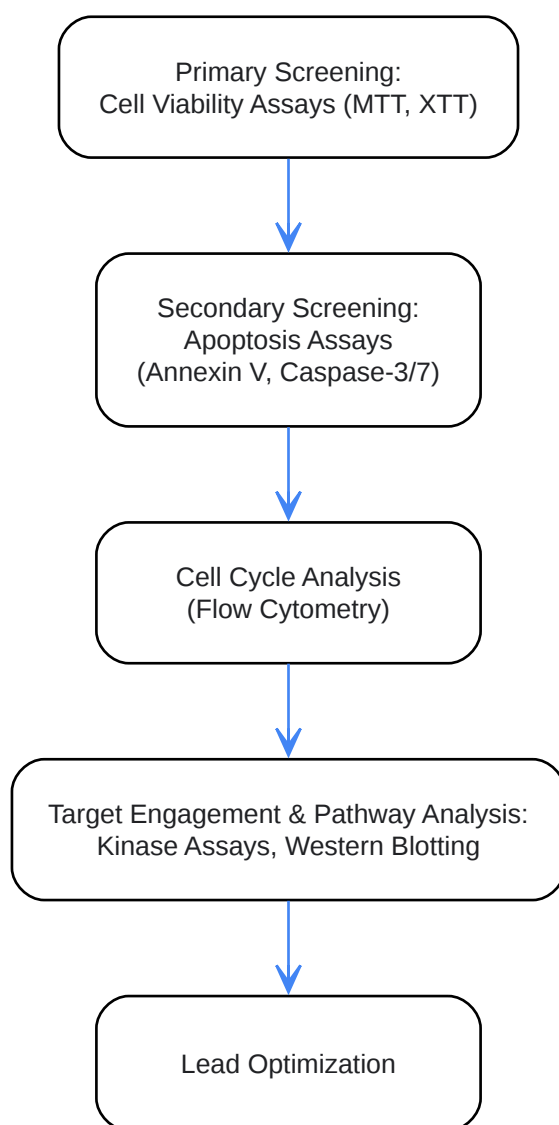 Primary Screening:
Cell Viability Assays (MTT, XTT)
Secondary Screening:
Apoptosis Assays
(Annexin V, Caspase-3/7)
Cell Cycle Analysis
(Flow Cytometry)
Target Engagement & Pathway Analysis:
Kinase Assays, Western Blotting
Lead Optimization